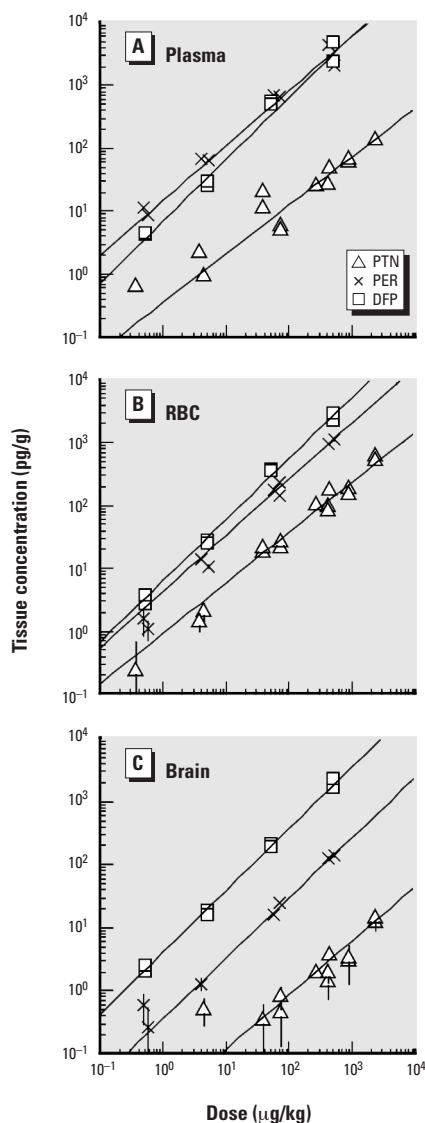 A Plasma
10⁴
10³
10²
10¹
10⁰
10⁻¹
PTN
PER
DFP
B RBC
10⁴
10³
10²
10¹
10⁰
10⁻¹
Tissue concentration (pg/g)
C Brain
10⁴
10³
10²
10¹
10⁰
10⁻¹
10⁻¹ 10⁰ 10¹ 10² 10³ 10⁴
Dose (μg/kg)